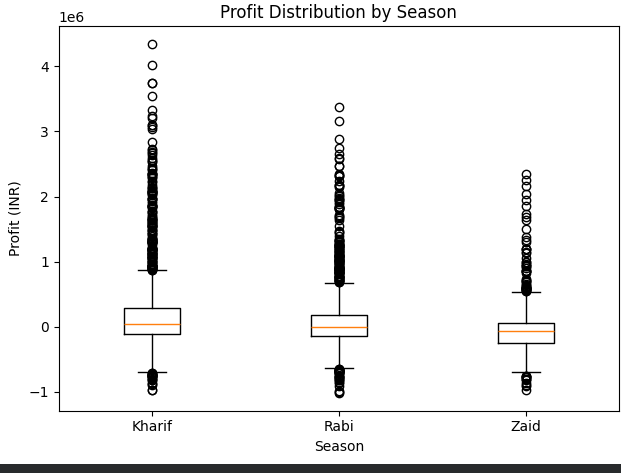 Profit Distribution by Season
1e6
4
3
2
1
0
−1
Profit (INR)
Kharif
Rabi
Zaid
Season